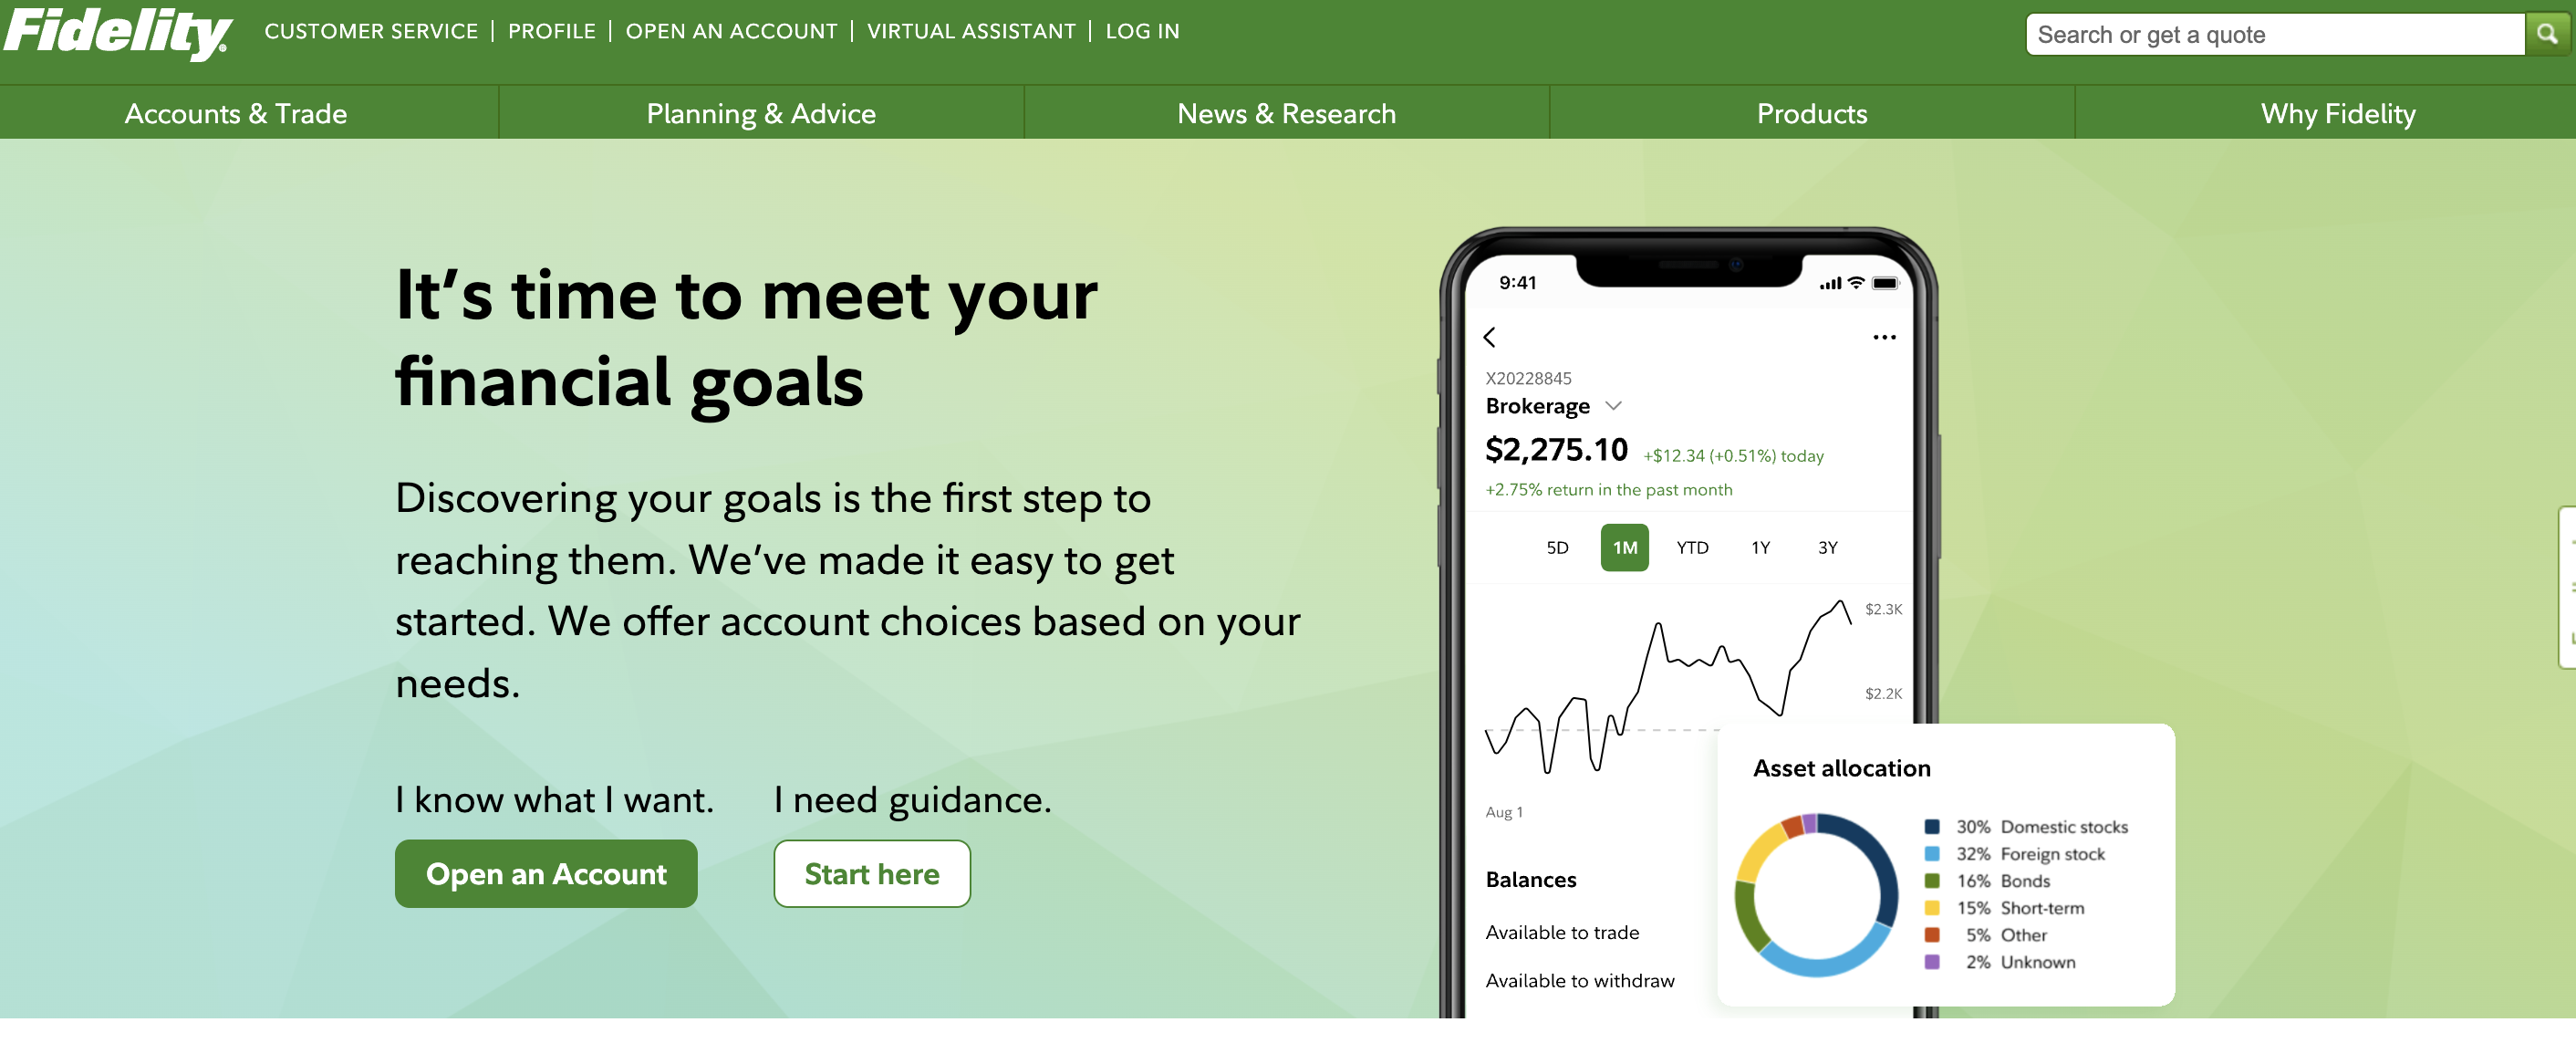 Fidelity®
CUSTOMER SERVICE | PROFILE | OPEN AN ACCOUNT | VIRTUAL ASSISTANT | LOG IN
Search or get a quote
Accounts & Trade
Planning & Advice
News & Research
Products
Why Fidelity
It’s time to meet your
financial goals
Discovering your goals is the first step to
reaching them. We’ve made it easy to get
started. We offer account choices based on your
needs.
I know what I want.
Open an Account
I need guidance.
Start here
9:41
X20228845
Brokerage
$2,275.10 +$12.34 (+0.51%) today
+2.75% return in the past month
5D 1M YTD 1Y 3Y
$2.3K
$2.2K
Aug 1
Balances
Available to trade
Available to withdraw
Asset allocation
30% Domestic stocks
32% Foreign stock
16% Bonds
15% Short-term
5% Other
2% Unknown